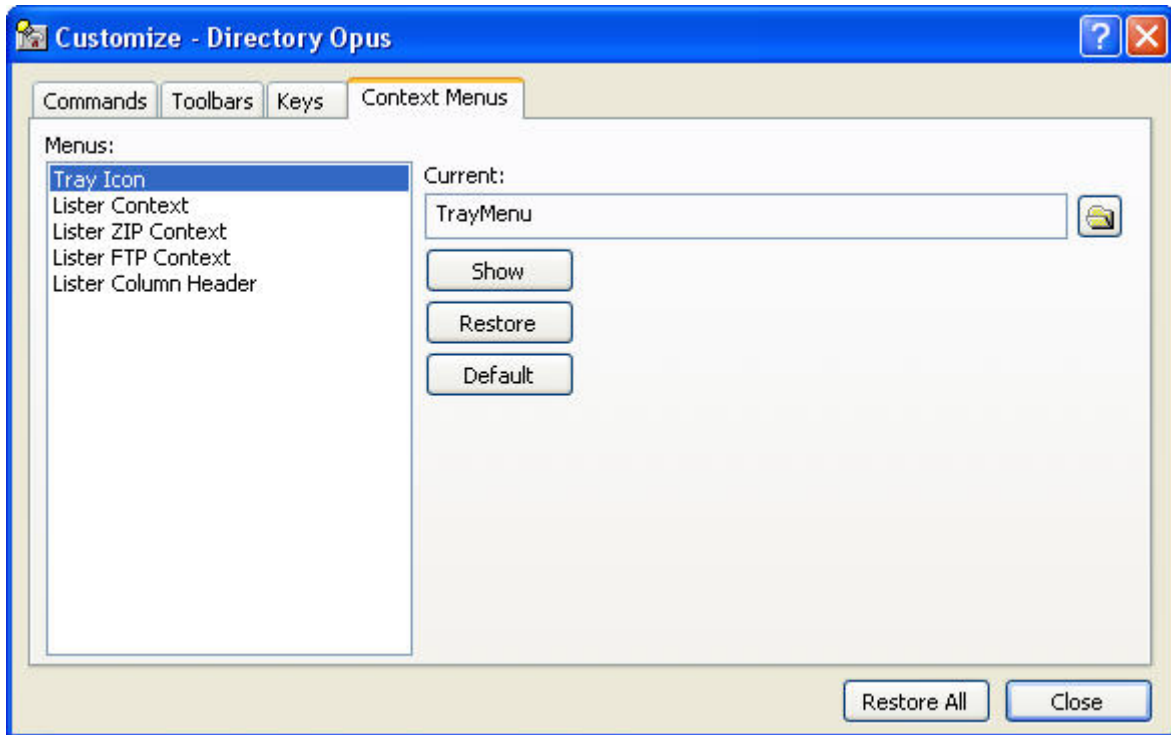 Customize - Directory Opus
?
Commands Toolbars Keys Context Menus
Menus:
Tray Icon
Lister Context
Lister ZIP Context
Lister FTP Context
Lister Column Header
Current:
TrayMenu
Show
Restore
Default
Restore All Close